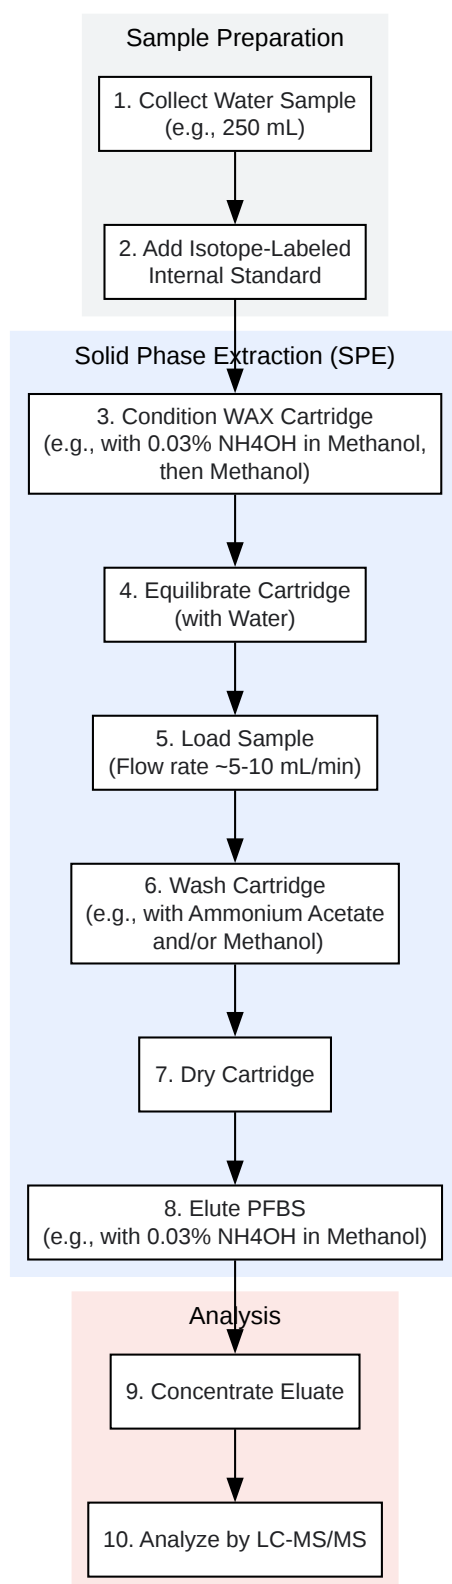 Sample Preparation
1. Collect Water Sample
(e.g., 250 mL)
2. Add Isotope-Labeled
Internal Standard
Solid Phase Extraction (SPE)
3. Condition WAX Cartridge
(e.g., with 0.03% NH4OH in Methanol,
then Methanol)
4. Equilibrate Cartridge
(with Water)
5. Load Sample
(Flow rate ~5-10 mL/min)
6. Wash Cartridge
(e.g., with Ammonium Acetate
and/or Methanol)
7. Dry Cartridge
8. Elute PFBS
(e.g., with 0.03% NH4OH in Methanol)
Analysis
9. Concentrate Eluate
10. Analyze by LC-MS/MS